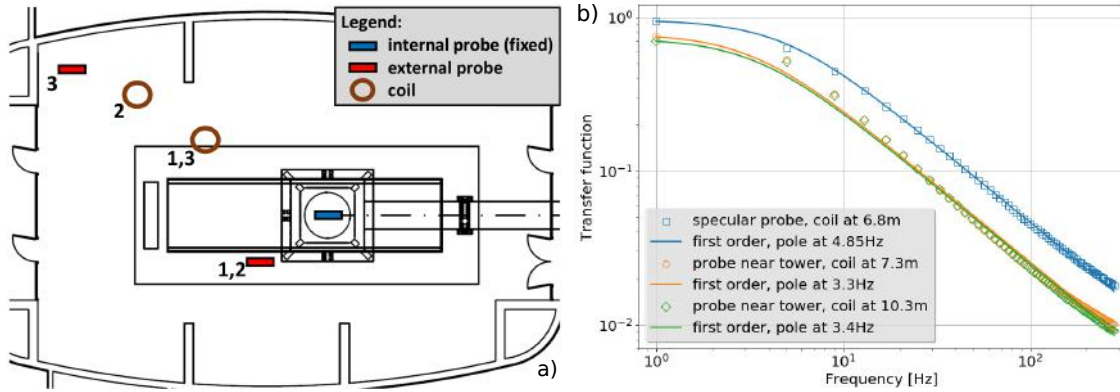 Legend:
internal probe (fixed)
external probe
coil
3
2
1,3
1,2
a)
b)
Transfer function
10⁰
10⁻¹
10⁻²
specular probe, coil at 6.8m
first order, pole at 4.85Hz
probe near tower, coil at 7.3m
first order, pole at 3.3Hz
probe near tower, coil at 10.3m
first order, pole at 3.4Hz
10⁰ 10¹ 10²
Frequency [Hz]